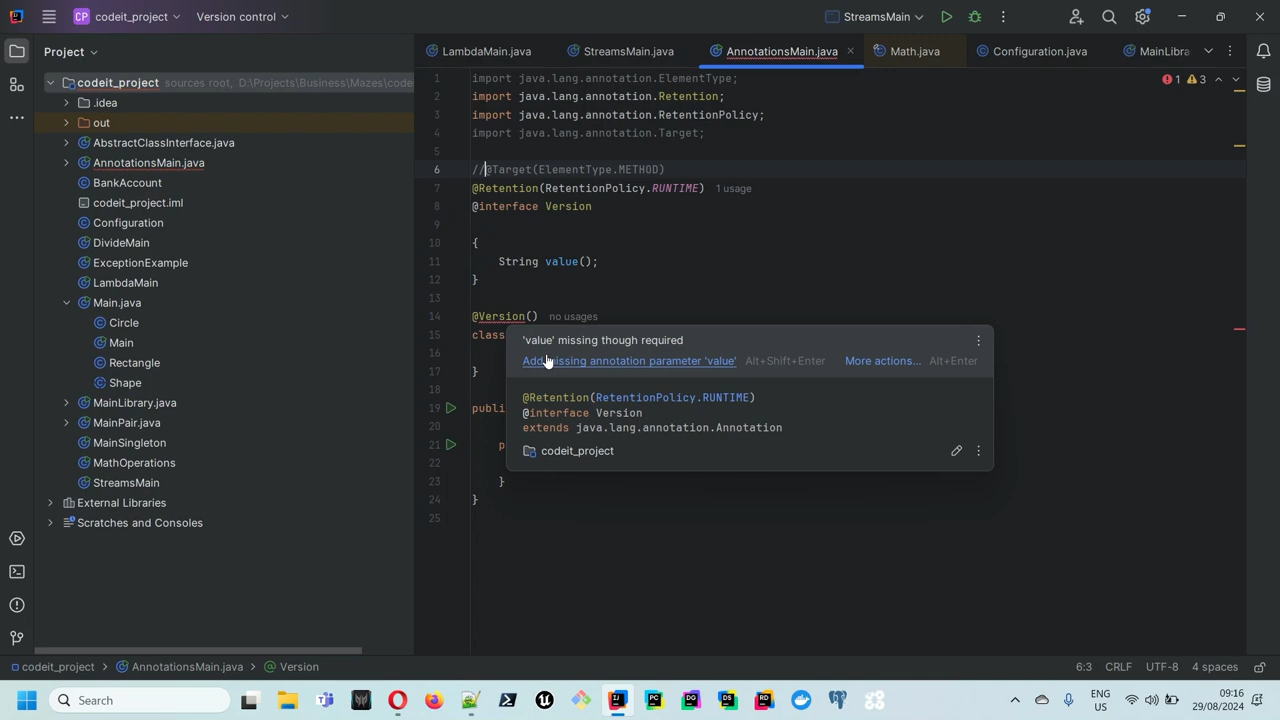 CP codeit_project
Version control
StreamsMain
Project
LambdaMain.java
StreamsMain.java
AnnotationsMain.java
Math.java
Configuration.java
MainLibra
codeit_project sources root, D:\Projects\Business\Mazes\code
.idea
out
AbstractClassInterface.java
AnnotationsMain.java
BankAccount
codeit_project.iml
Configuration
DivideMain
ExceptionExample
LambdaMain
Main.java
Circle
Main
Rectangle
Shape
MainLibrary.java
MainPair.java
MainSingleton
MathOperations
StreamsMain
External Libraries
Scratches and Consoles
1 import java.lang.annotation.ElementType;
2 import java.lang.annotation.Retention;
3 import java.lang.annotation.RetentionPolicy;
4 import java.lang.annotation.Target;
5
6 //@Target(ElementType.METHOD)
7 @Retention(RetentionPolicy.RUNTIME) 1 usage
8 @interface Version
9
10 {
11 String value();
12 }
13
14 @Version() no usages
15 class
16
17 }
18
19 publ
20
21 p
22
23 }
24 }
25
1 3
'value' missing though required
Add missing annotation parameter 'value' Alt+Shift+Enter More actions... Alt+Enter
@Retention(RetentionPolicy.RUNTIME)
@interface Version
extends java.lang.annotation.Annotation
codeit_project
codeit_project > AnnotationsMain.java > Version
6:3 CRLF UTF-8 4 spaces
Search
ENG
US
09:16
29/08/2024